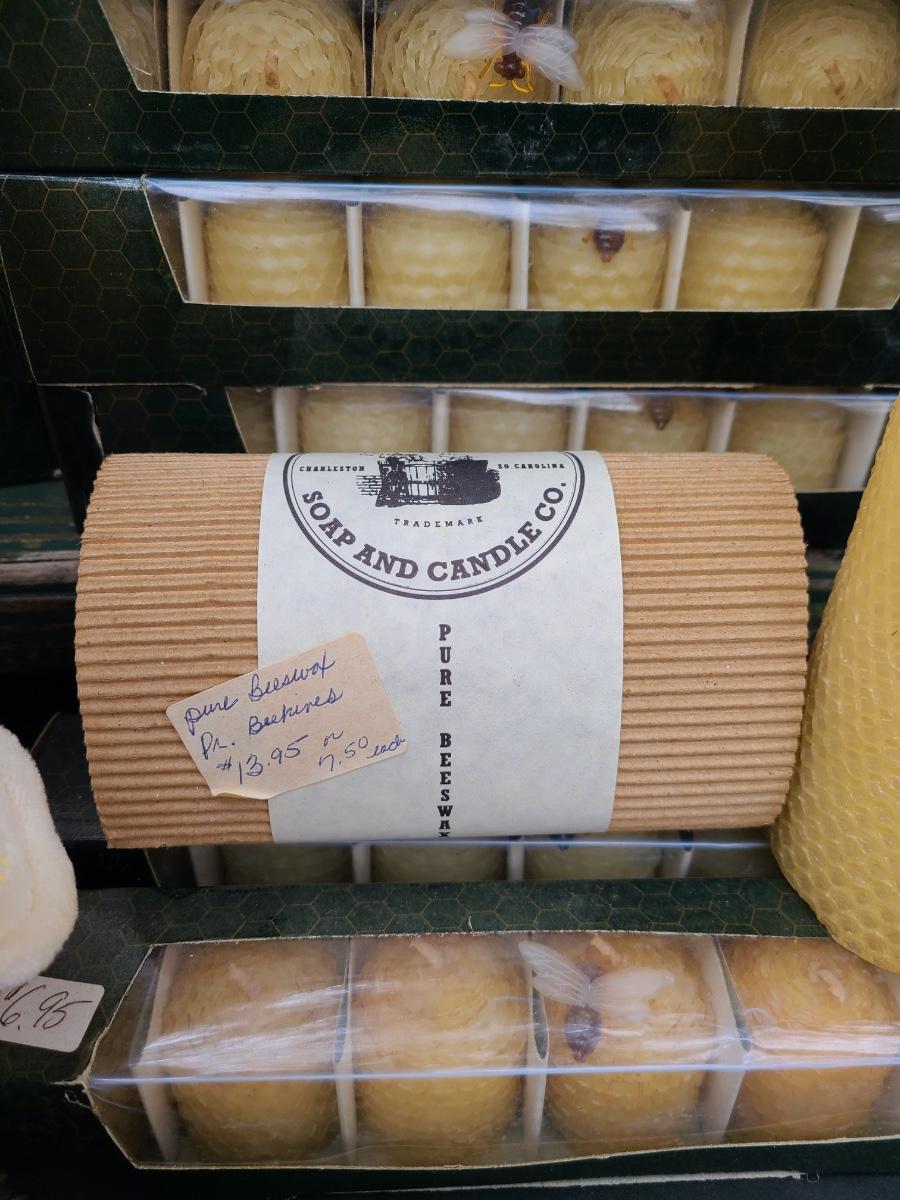 CHARLESTON SO. CAROLINA
TRADEMARK
SOAP AND CANDLE CO.
PURE BEESWAX
pure Beeswax
Pr. Beehives
$13.95 or
7.50 each
6.95